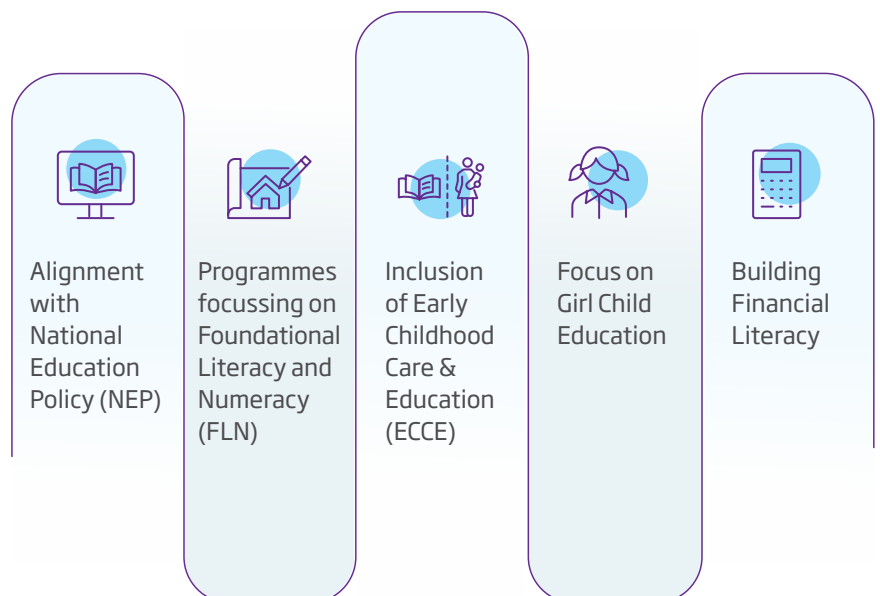 Alignment
with
National
Education
Policy (NEP)
Programmes
focussing on
Foundational
Literacy and
Numeracy
(FLN)
Inclusion
of Early
Childhood
Care &
Education
(ECCE)
Focus on
Girl Child
Education
Building
Financial
Literacy